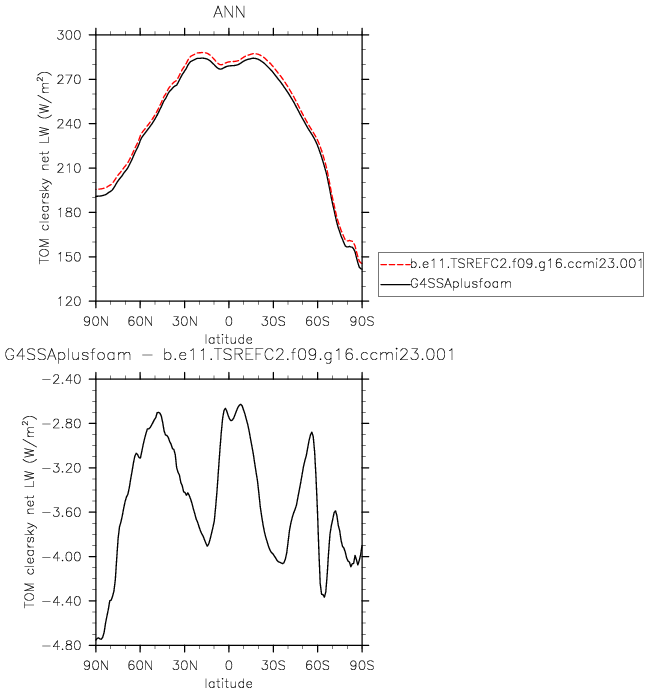 ANN
300
270
240
210
180
150
120
TOM clearsky net LW (W/m²)
90N 60N 30N 0 30S 60S 90S
latitude
b.e11.TSREFC2.f09.g16.ccmi23.001
G4SSAplusfoam
G4SSAplusfoam − b.e11.TSREFC2.f09.g16.ccmi23.001
−2.40
−2.80
−3.20
−3.60
−4.00
−4.40
−4.80
TOM clearsky net LW (W/m²)
90N 60N 30N 0 30S 60S 90S
latitude